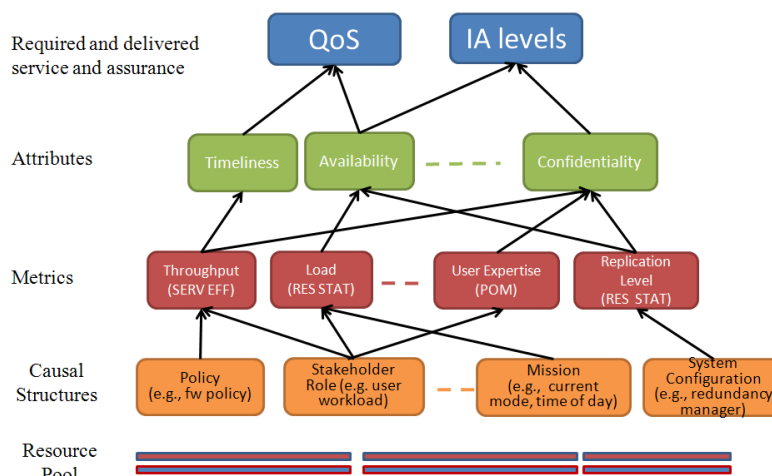 Required and delivered
service and assurance
QoS
IA levels
Attributes
Timeliness
Availability
Confidentiality
Metrics
Throughput
(SERV EFF)
Load
(RES STAT)
User Expertise
(POM)
Replication
Level
(RES STAT)
Causal
Structures
Policy
(e.g., fw policy)
Stakeholder
Role (e.g. user
workload)
Mission
(e.g., current
mode, time of day)
System
Configuration
(e.g., redundancy
manager)
Resource
Pool